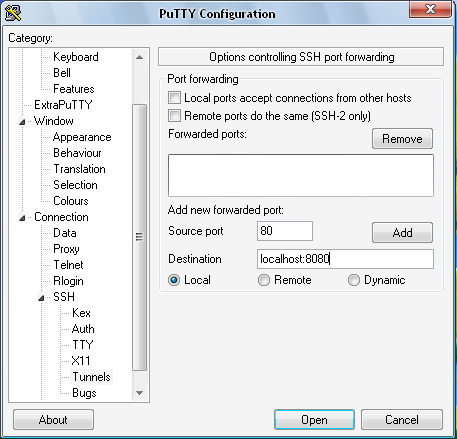 PuTTY Configuration
Category:
Keyboard
Bell
Features
ExtraPuTTY
Window
Appearance
Behaviour
Translation
Selection
Colours
Connection
Data
Proxy
Telnet
Rlogin
SSH
Kex
Auth
TTY
X11
Tunnels
Bugs
Options controlling SSH port forwarding
Port forwarding
Local ports accept connections from other hosts
Remote ports do the same (SSH-2 only)
Forwarded ports:
Remove
Add new forwarded port:
Source port 80 Add
Destination localhost:8080
Local Remote Dynamic
About Open Cancel